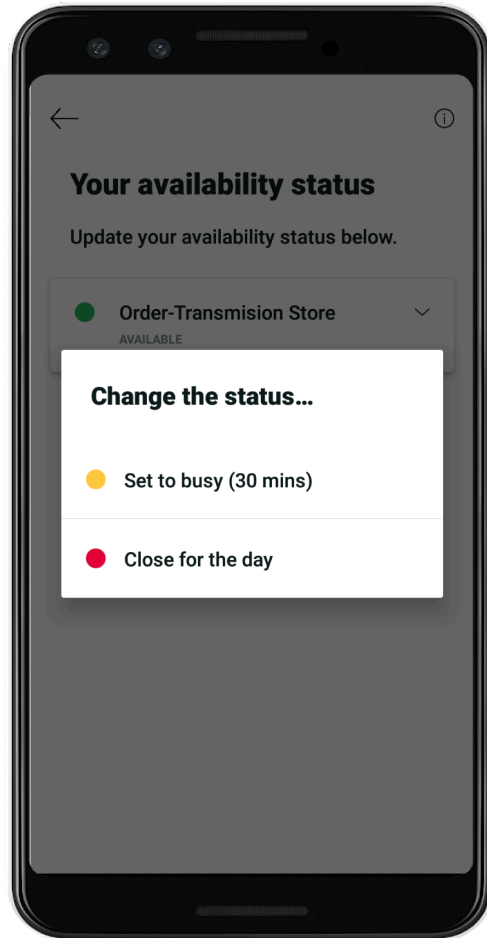 Your availability status
Update your availability status below.
Order-Transmision Store
AVAILABLE
Change the status...
Set to busy (30 mins)
Close for the day